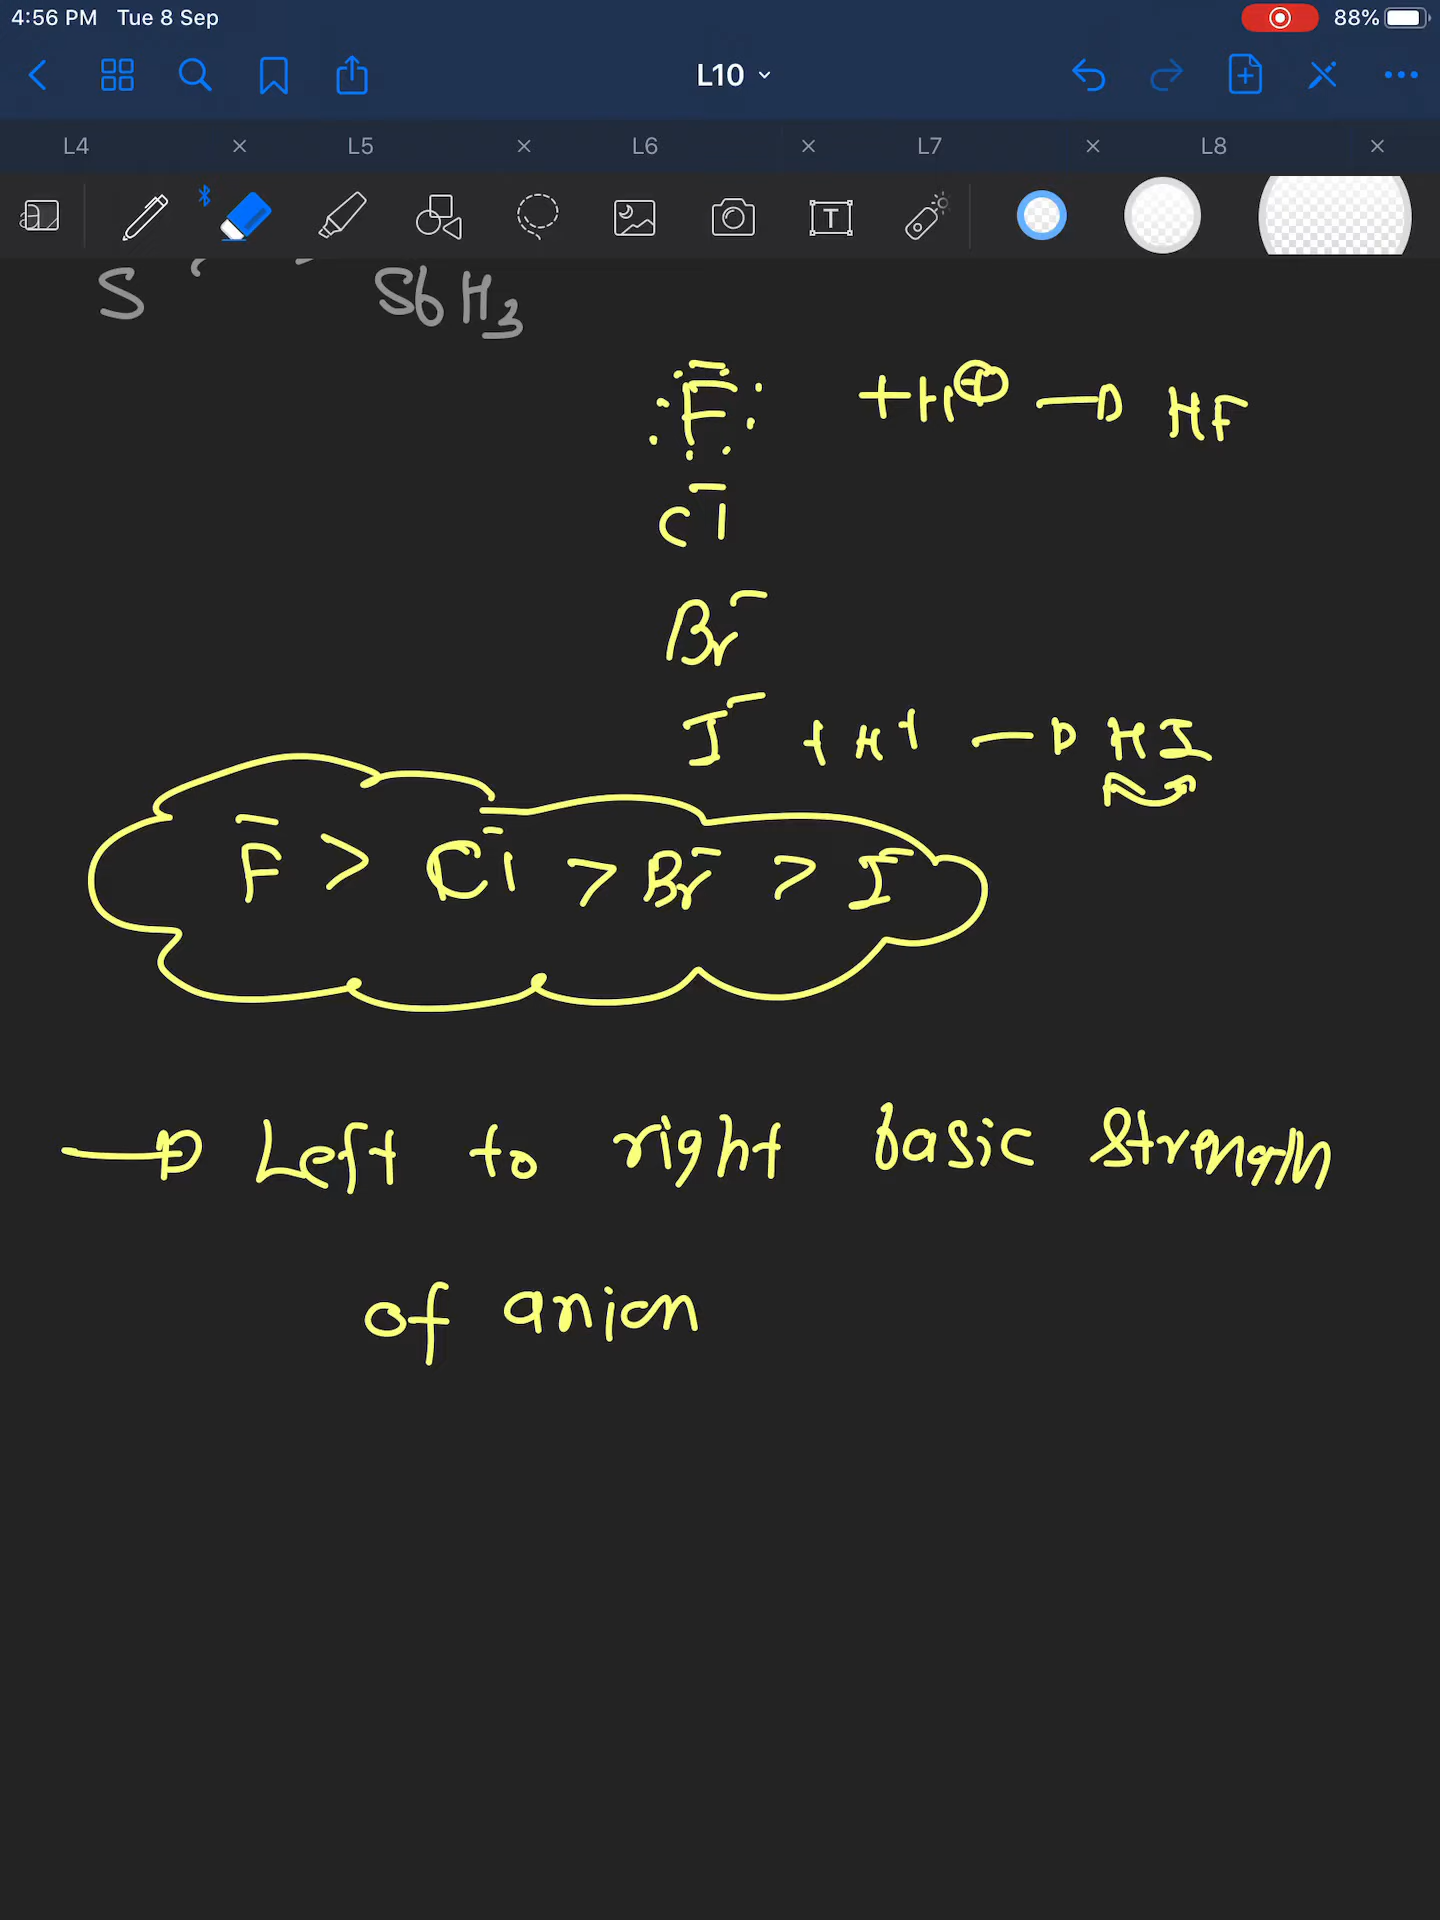 4:56 PM Tue 8 Sep 88%
L10
L4 × L5 × L6 × L7 × L8 ×
T
S SbH₃
F̄ + H⊕ → HF
Cl⁻
Br⁻
I⁻ + H⁺ → HI
F⁻ > Cl⁻ > Br⁻ > I⁻
→ Left to right basic strength
of anion